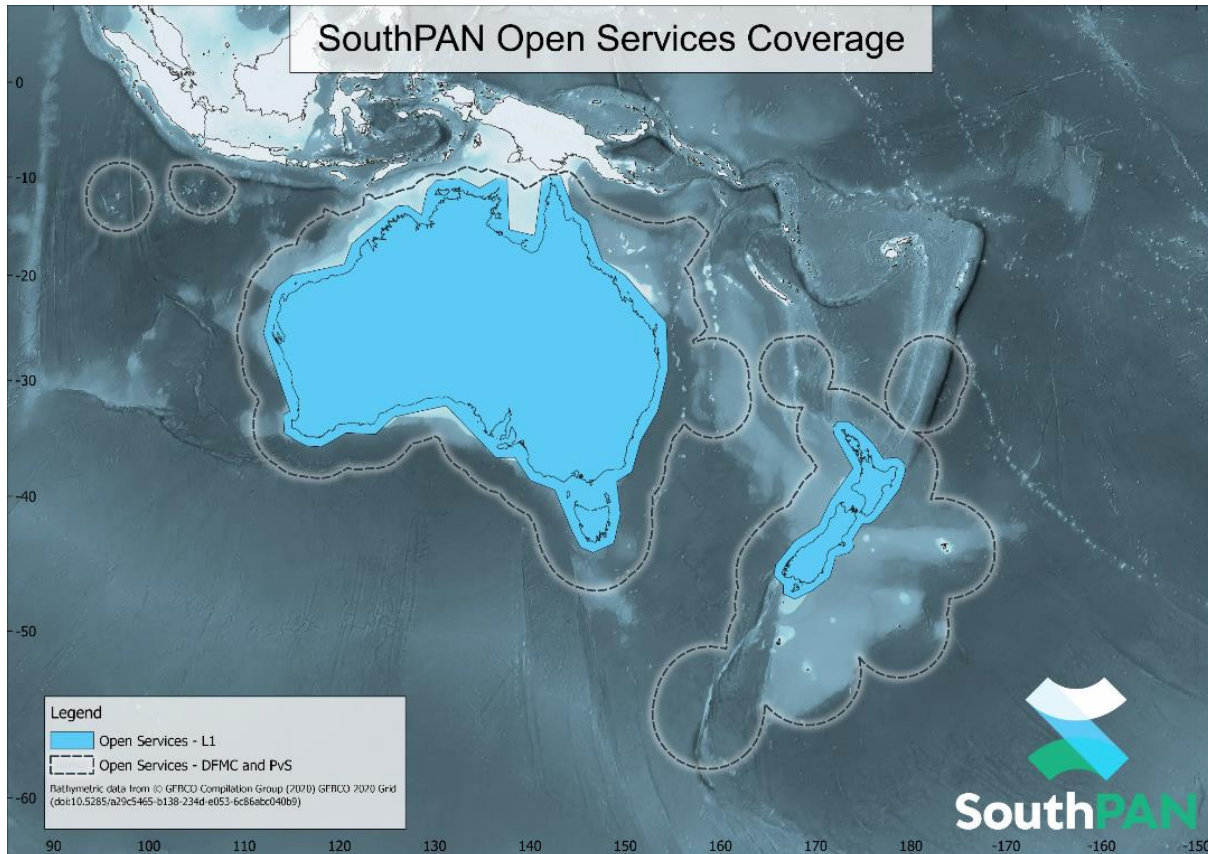 SouthPAN Open Services Coverage
0
-10
-20
-30
-40
-50
-60
Legend
Open Services - L1
Open Services - DFMC and PvS
Bathymetric data from © GEBCO Compilation Group (2020) GEBCO 2020 Grid
(doi:10.5285/a29c5465-b138-234d-e053-6c86abc040b9)
SouthPAN
90 100 110 120 130 140 150 160 170 180 -170 -160 -150